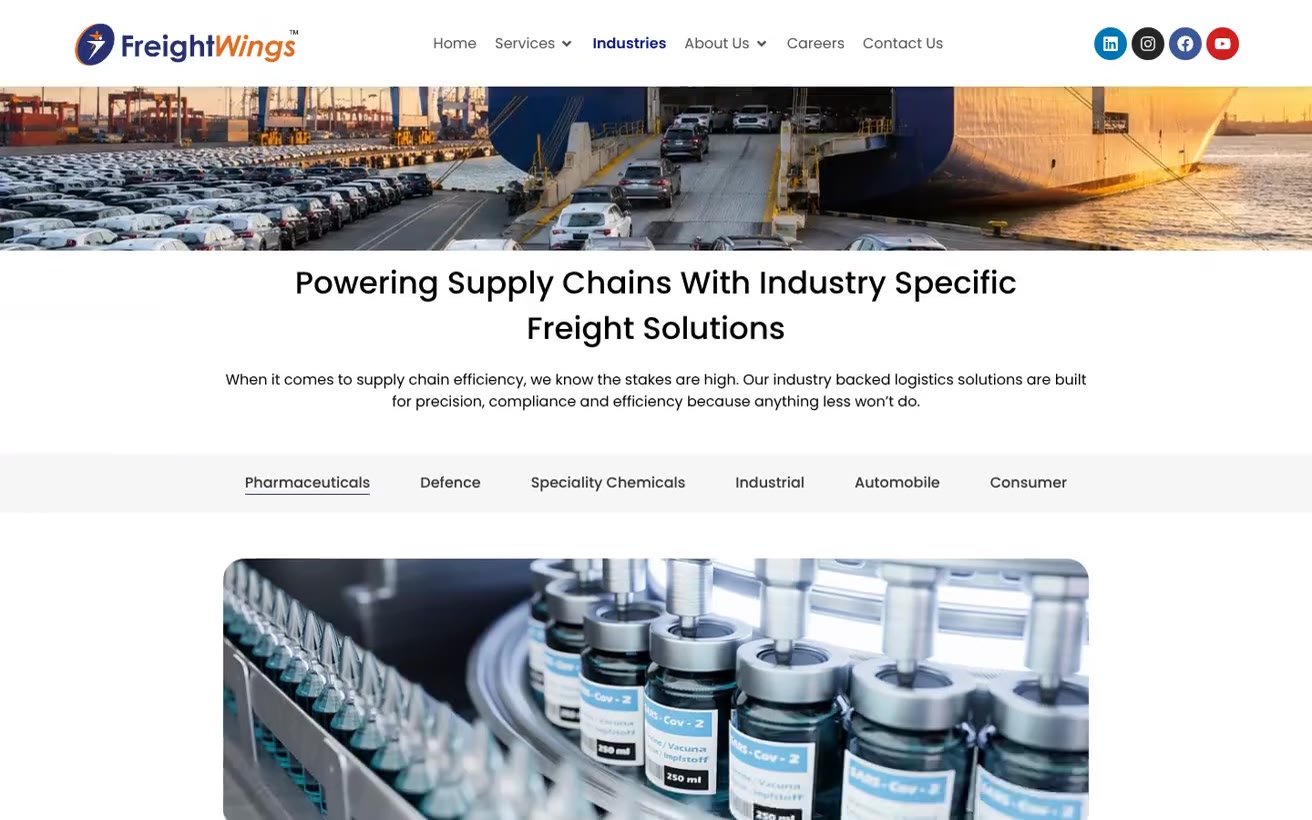 FreightWings™
Home Services Industries About Us Careers Contact Us
Powering Supply Chains With Industry Specific
Freight Solutions
When it comes to supply chain efficiency, we know the stakes are high. Our industry backed logistics solutions are built
for precision, compliance and efficiency because anything less won’t do.
Pharmaceuticals Defence Speciality Chemicals Industrial Automobile Consumer
250 ml
250 ml
250 ml